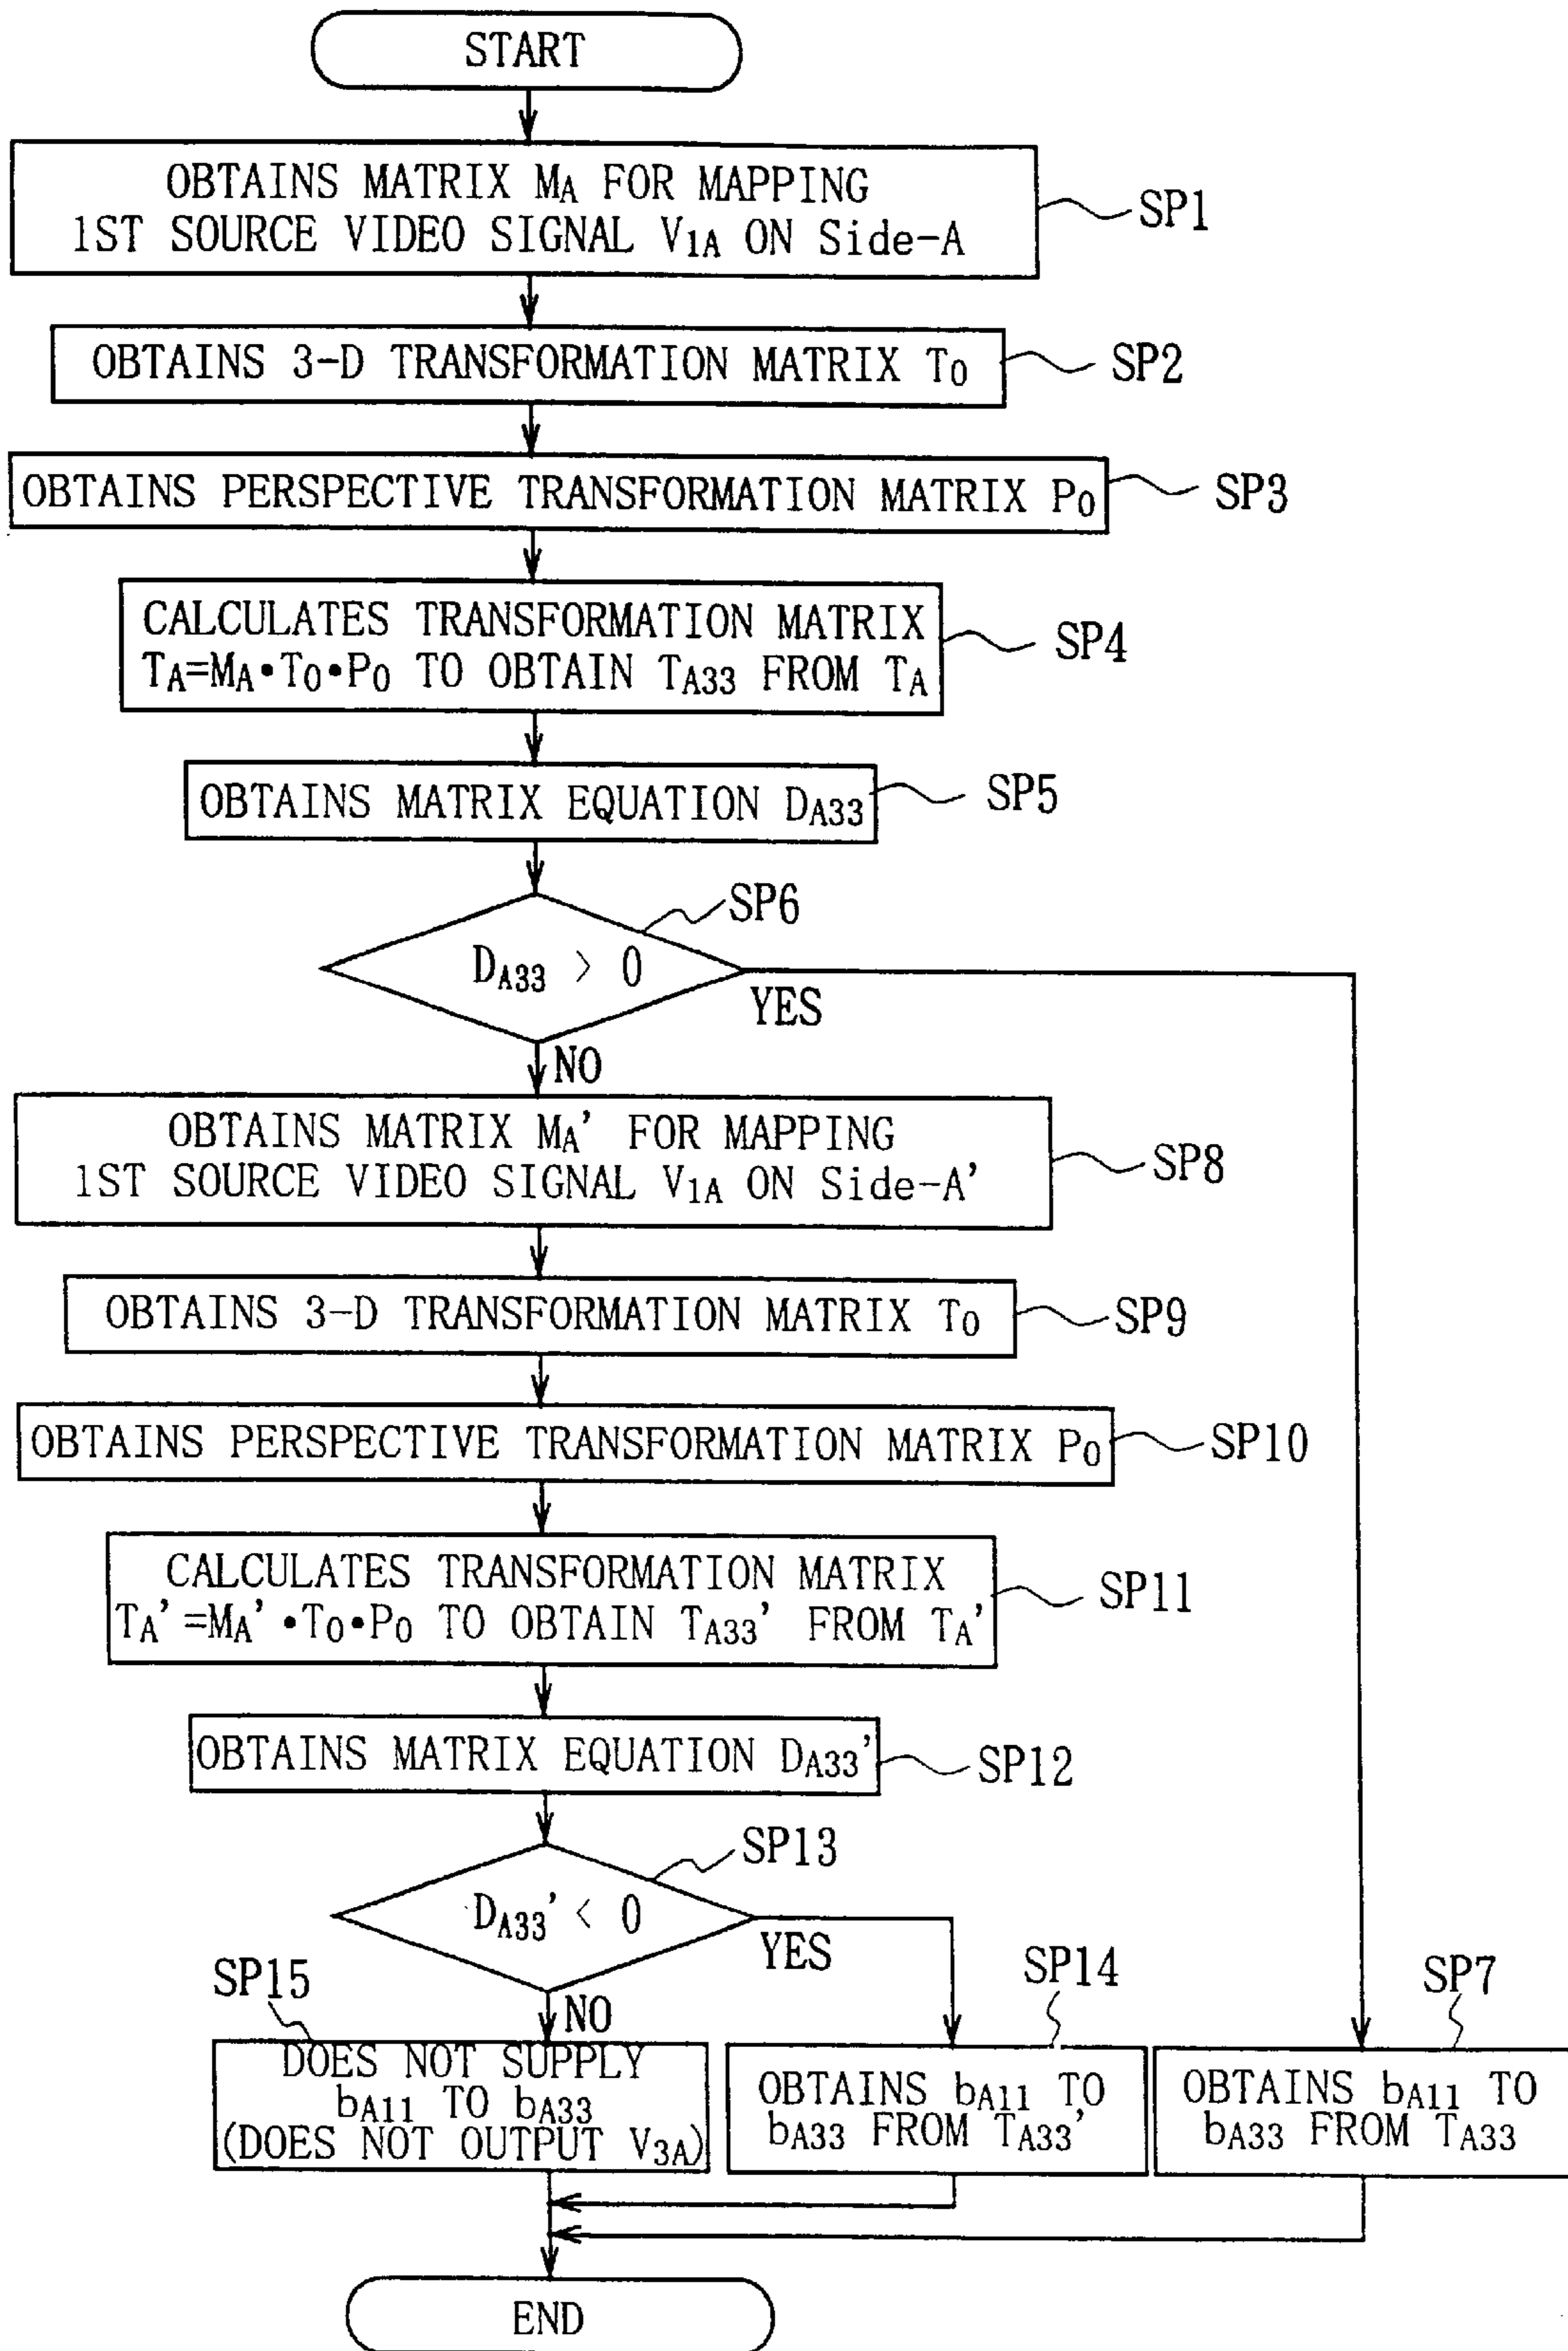 START
OBTAINS MATRIX MA FOR MAPPING
1ST SOURCE VIDEO SIGNAL V1A ON Side-A
SP1
OBTAINS 3-D TRANSFORMATION MATRIX T0
SP2
OBTAINS PERSPECTIVE TRANSFORMATION MATRIX P0
SP3
CALCULATES TRANSFORMATION MATRIX
TA=MA•T0•P0 TO OBTAIN TA33 FROM TA
SP4
OBTAINS MATRIX EQUATION DA33
SP5
SP6
DA33 > 0
YES
NO
OBTAINS MATRIX MA' FOR MAPPING
1ST SOURCE VIDEO SIGNAL V1A ON Side-A'
SP8
OBTAINS 3-D TRANSFORMATION MATRIX T0
SP9
OBTAINS PERSPECTIVE TRANSFORMATION MATRIX P0
SP10
CALCULATES TRANSFORMATION MATRIX
TA'=MA'•T0•P0 TO OBTAIN TA33' FROM TA'
SP11
OBTAINS MATRIX EQUATION DA33'
SP12
SP13
DA33' < 0
YES
NO
SP15
DOES NOT SUPPLY
bA11 TO bA33
(DOES NOT OUTPUT V3A)
SP14
OBTAINS bA11 TO
bA33 FROM TA33'
SP7
OBTAINS bA11 TO
bA33 FROM TA33
END